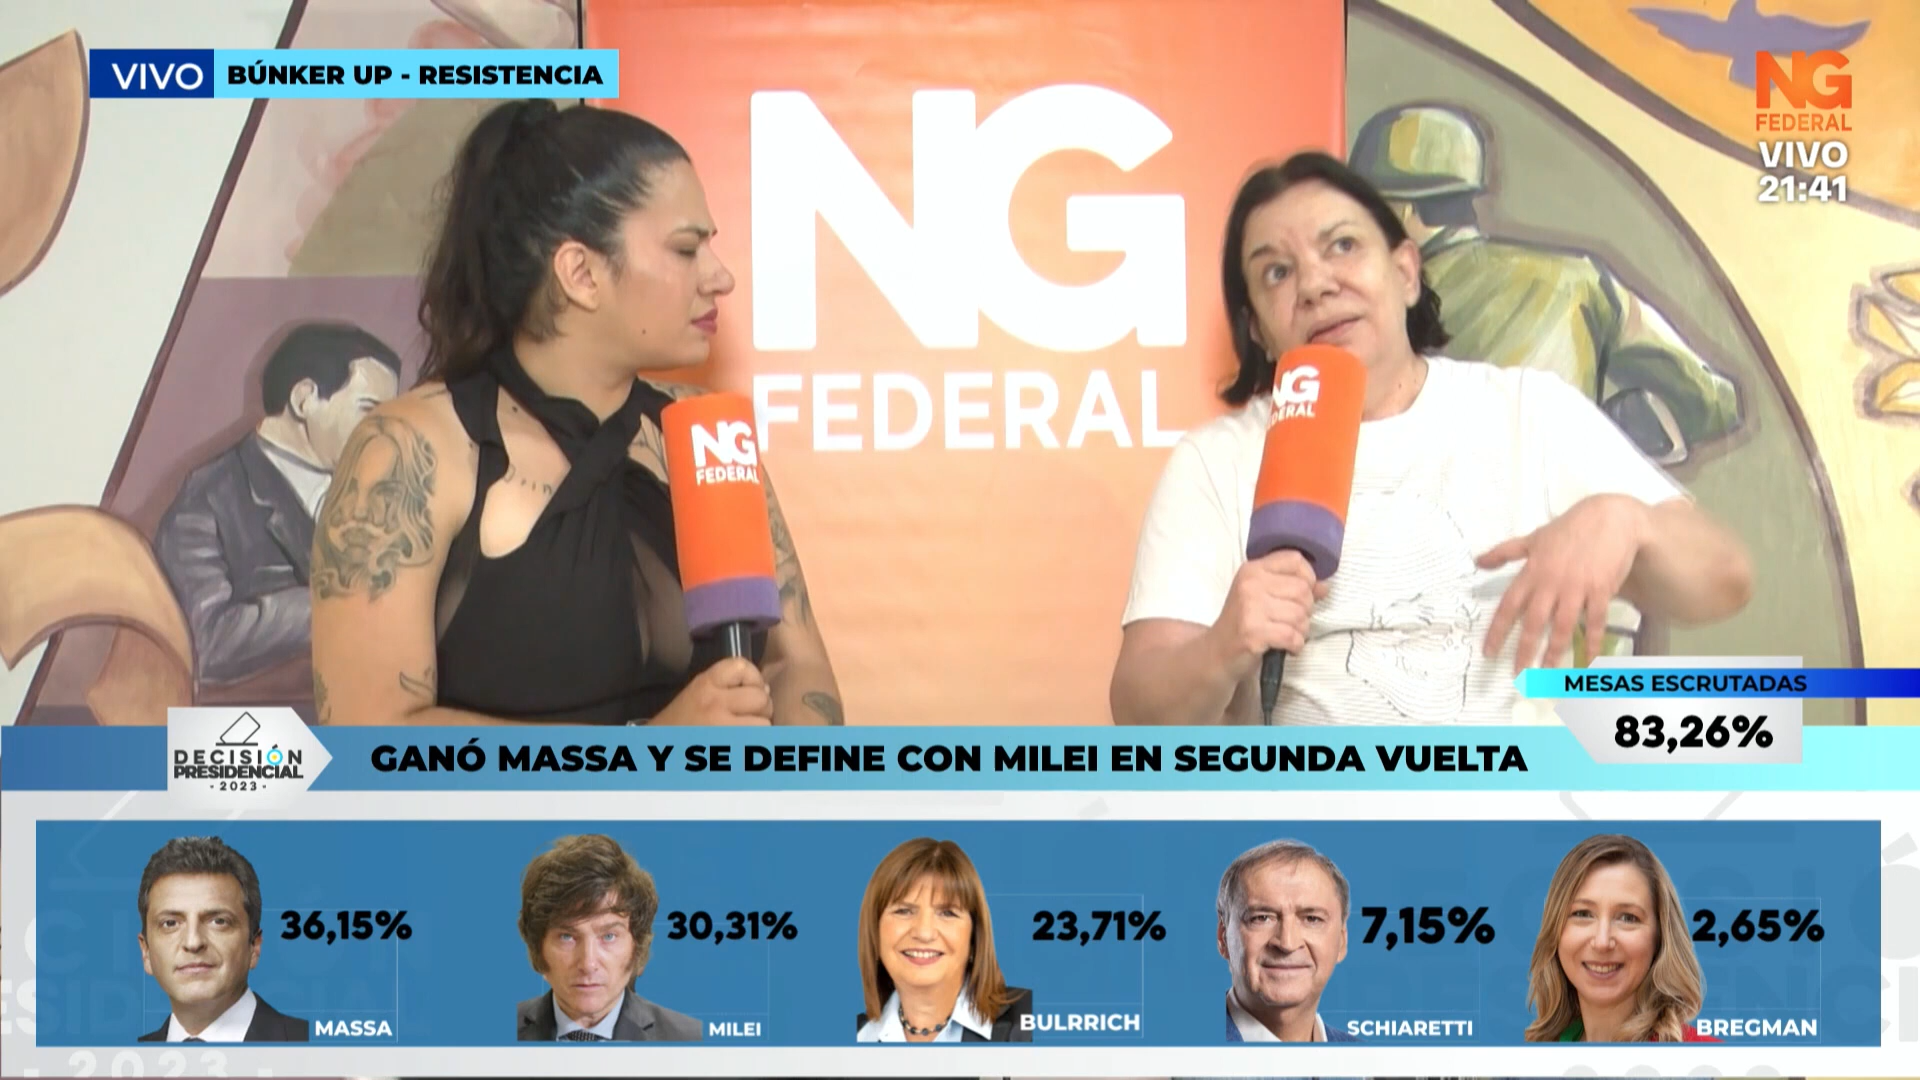 VIVO BÚNKER UP - RESISTENCIA
NG
FEDERAL
VIVO
21:41
NG
FEDERAL
NG
FEDERAL
NG
DERAL
MESAS ESCRUTADAS
83,26%
DECISIÓN
PRESIDENCIAL
- 2023 -
GANÓ MASSA Y SE DEFINE CON MILEI EN SEGUNDA VUELTA
36,15%
MASSA
30,31%
MILEI
23,71%
BULRRICH
7,15%
SCHIARETTI
2,65%
BREGMAN
- 2023 -